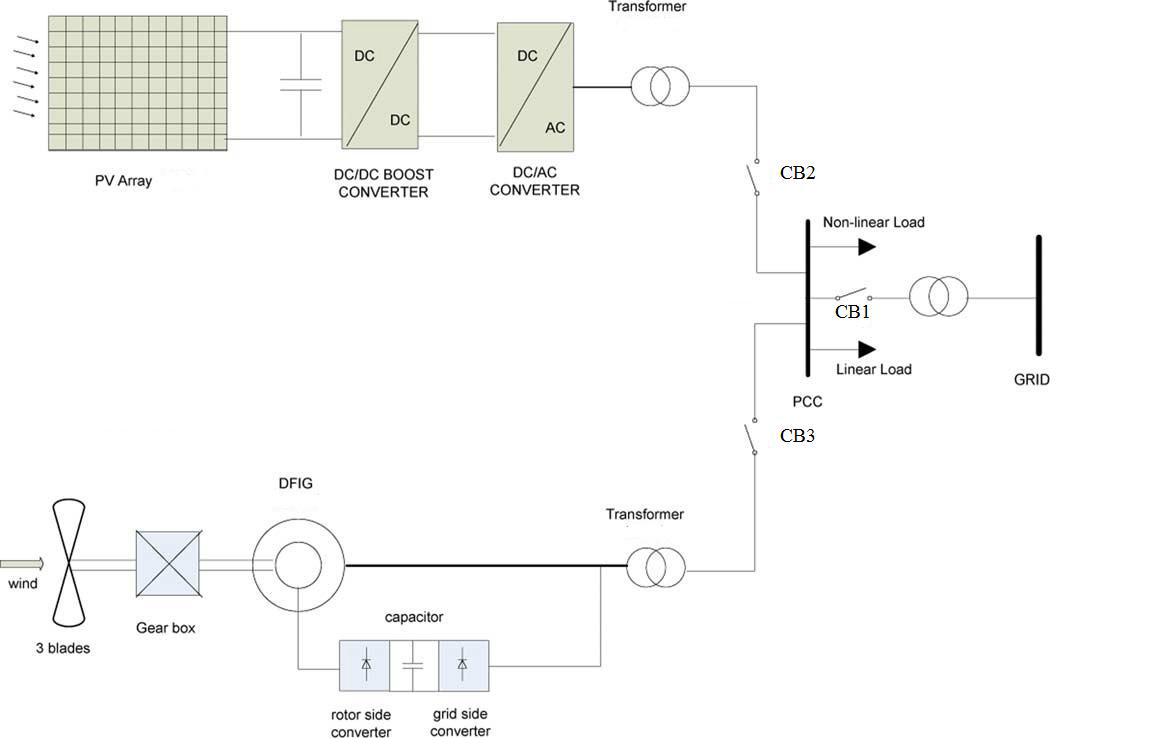 Transformer
DC
DC
DC
AC
PV Array
DC/DC BOOST
CONVERTER
DC/AC
CONVERTER
CB2
Non-linear Load
CB1
Linear Load
GRID
PCC
CB3
DFIG
Transformer
wind
capacitor
Gear box
3 blades
rotor side
converter
grid side
converter